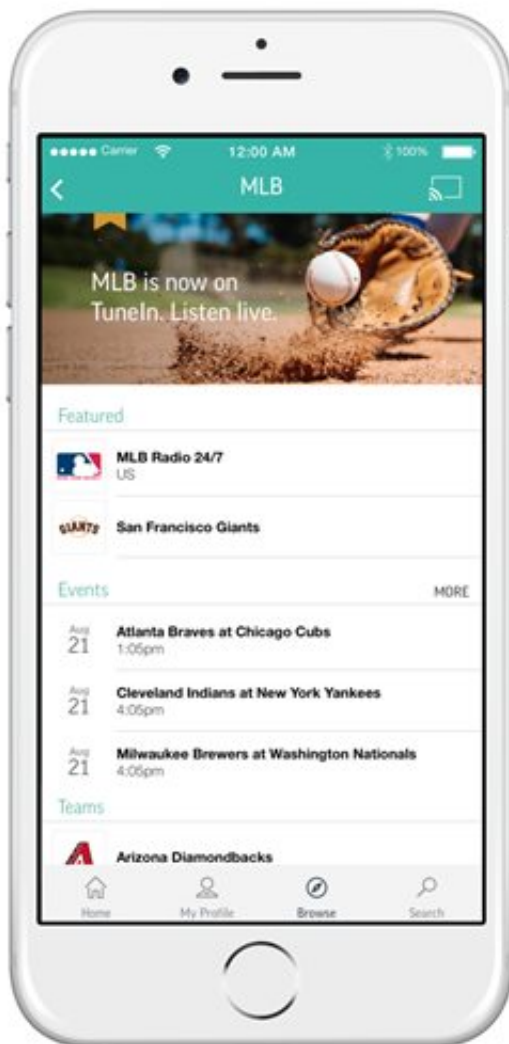 Carrier 12:00 AM 100%
MLB
MLB is now on
TuneIn. Listen live.
Featured
MLB Radio 24/7
US
GIANTS
San Francisco Giants
Events MORE
Aug
21
Atlanta Braves at Chicago Cubs
1:05pm
Aug
21
Cleveland Indians at New York Yankees
4:05pm
Aug
21
Milwaukee Brewers at Washington Nationals
4:05pm
Teams
A
Arizona Diamondbacks
Home My Profile Browse Search